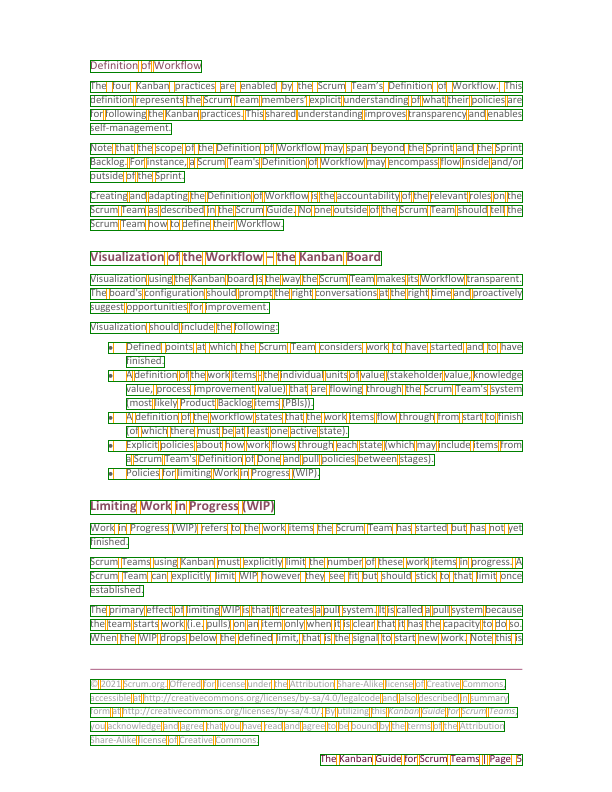 Definition of Workflow
The four Kanban practices are enabled by the Scrum Team's Definition of Workflow. This
definition represents the Scrum Team members' explicit understanding of what their policies are
for following the Kanban practices. This shared understanding improves transparency and enables
self-management.
Note that the scope of the Definition of Workflow may span beyond the Sprint and the Sprint
Backlog. For instance, a Scrum Team's Definition of Workflow may encompass flow inside and/or
outside of the Sprint.
Creating and adapting the Definition of Workflow is the accountability of the relevant roles on the
Scrum Team as described in the Scrum Guide. No one outside of the Scrum Team should tell the
Scrum Team how to define their Workflow.
Visualization of the Workflow – the Kanban Board
Visualization using the Kanban board is the way the Scrum Team makes its Workflow transparent.
The board's configuration should prompt the right conversations at the right time and proactively
suggest opportunities for improvement.
Visualization should include the following:
• Defined points at which the Scrum Team considers work to have started and to have
finished.
• A definition of the work items - the individual units of value (stakeholder value, knowledge
value, process improvement value) that are flowing through the Scrum Team's system
(most likely Product Backlog items (PBIs)).
• A definition of the workflow states that the work items flow through from start to finish
(of which there must be at least one active state).
• Explicit policies about how work flows through each state (which may include items from
a Scrum Team's Definition of Done and pull policies between stages).
• Policies for limiting Work in Progress (WIP).
Limiting Work in Progress (WIP)
Work in Progress (WIP) refers to the work items the Scrum Team has started but has not yet
finished.
Scrum Teams using Kanban must explicitly limit the number of these work items in progress. A
Scrum Team can explicitly limit WIP however they see fit but should stick to that limit once
established.
The primary effect of limiting WIP is that it creates a pull system. It is called a pull system because
the team starts work (i.e. pulls) on an item only when it is clear that it has the capacity to do so.
When the WIP drops below the defined limit, that is the signal to start new work. Note this is
© 2021 Scrum.org. Offered for license under the Attribution Share-Alike license of Creative Commons,
accessible at http://creativecommons.org/licenses/by-sa/4.0/legalcode and also described in summary
form at http://creativecommons.org/licenses/by-sa/4.0/. By utilizing this Kanban Guide for Scrum Teams,
you acknowledge and agree that you have read and agree to be bound by the terms of the Attribution
Share-Alike license of Creative Commons.
The Kanban Guide for Scrum Teams | Page 5